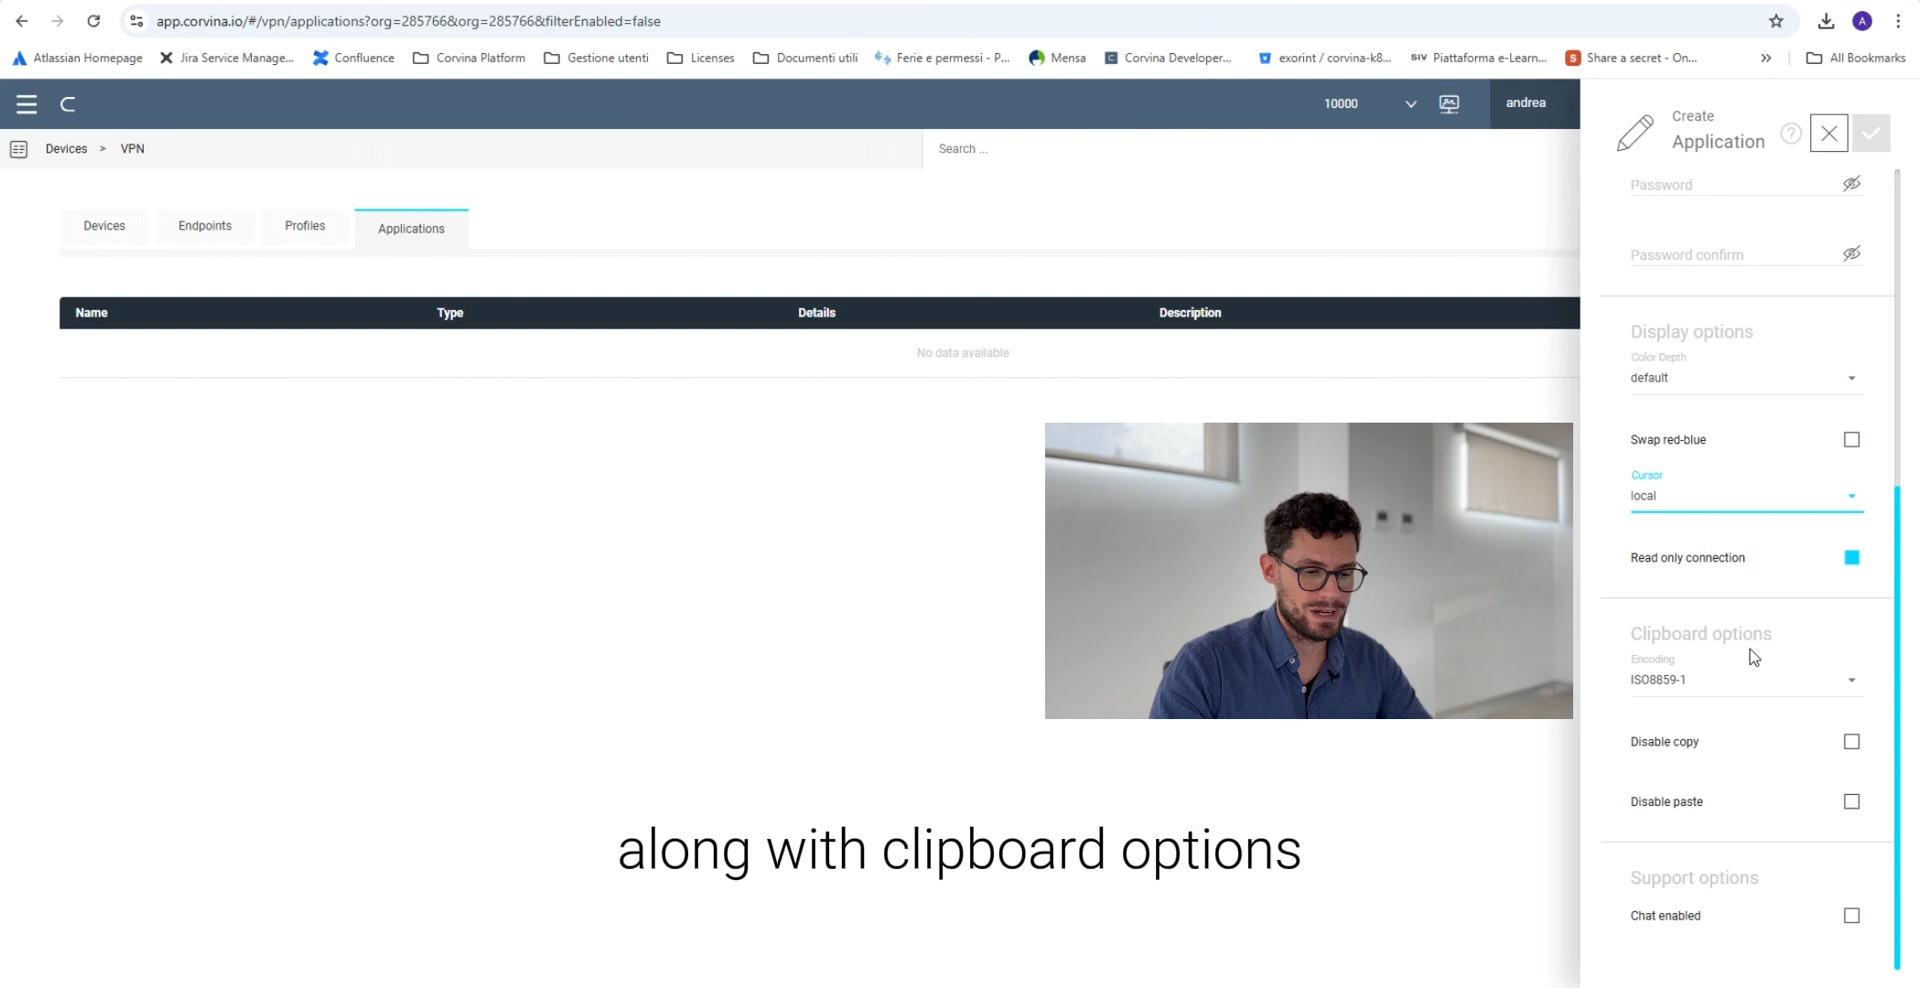 app.corvina.io/#/vpn/applications?org=285766&org=285766&filterEnabled=false
A
Atlassian Homepage
Jira Service Manage...
Confluence
Corvina Platform
Gestione utenti
Licenses
Documenti utili
Ferie e permessi - P...
Mensa
C
Corvina Developer...
exorint / corvina-k8...
SIV
Piattaforma e-Learn...
S
Share a secret - On...
»
All Bookmarks
C
10000
andrea
Devices > VPN
Search ...
Devices
Endpoints
Profiles
Applications
Name
Type
Details
Description
No data available
Create
Application
?
Password
Password confirm
Display options
Color Depth
default
Swap red-blue
Cursor
local
Read only connection
Clipboard options
Encoding
ISO8859-1
Disable copy
Disable paste
Support options
Chat enabled
along with clipboard options